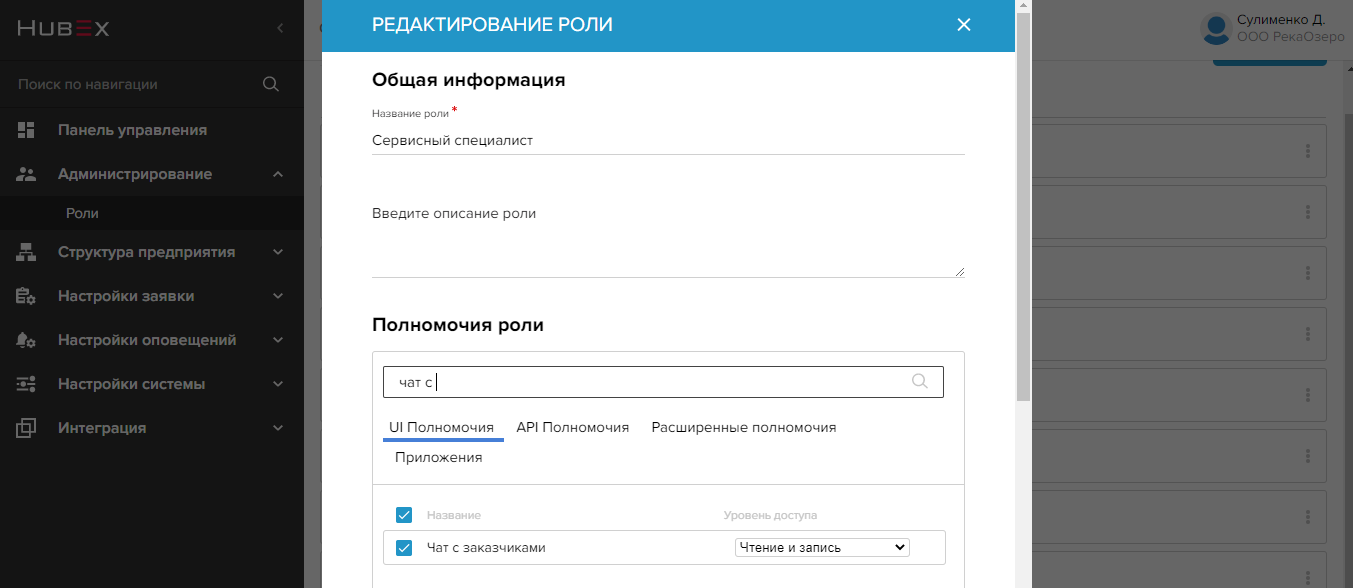 HUBEX
Поиск по навигации
Панель управления
Администрирование
Роли
Структура предприятия
Настройки заявки
Настройки оповещений
Настройки системы
Интеграция
РЕДАКТИРОВАНИЕ РОЛИ
Общая информация
Название роли *
Сервисный специалист
Введите описание роли
Полномочия роли
чат с
UI Полномочия API Полномочия Расширенные полномочия
Приложения
Название Уровень доступа
Чат с заказчиками Чтение и запись
Сулименко Д.
ООО РекаОзеро